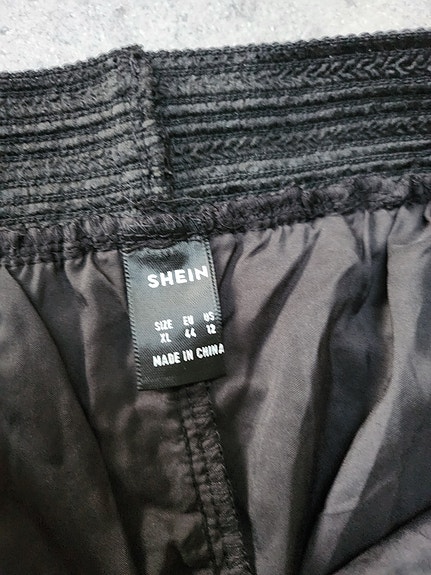 SHEIN
SIZE EU US
XL 44 12
MADE IN CHINA